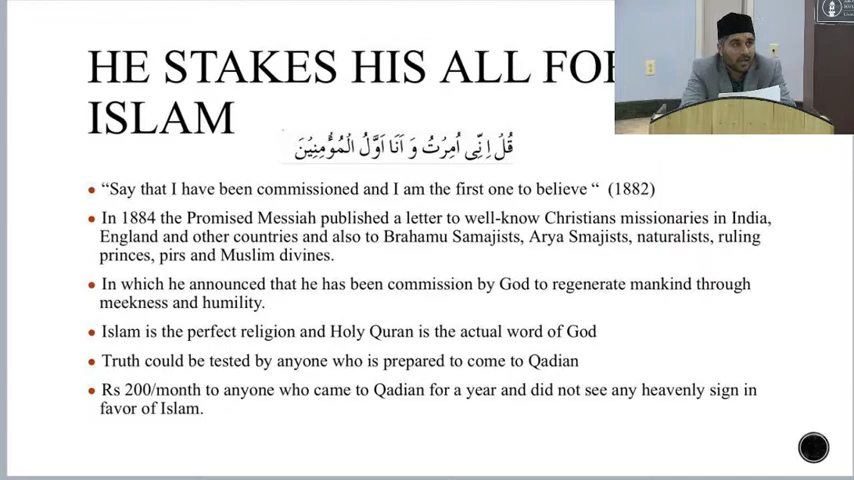 HE STAKES HIS ALL FOR
ISLAM
قُلْ اِنِّی اُمِرْتُ وَ اَنَا اَوَّلُ الْمُؤْمِنِیْنَ
• “Say that I have been commissioned and I am the first one to believe “ (1882)
• In 1884 the Promised Messiah published a letter to well-know Christians missionaries in India,
England and other countries and also to Brahamu Samajists, Arya Smajists, naturalists, ruling
princes, pirs and Muslim divines.
• In which he announced that he has been commission by God to regenerate mankind through
meekness and humility.
• Islam is the perfect religion and Holy Quran is the actual word of God
• Truth could be tested by anyone who is prepared to come to Qadian
• Rs 200/month to anyone who came to Qadian for a year and did not see any heavenly sign in
favor of Islam.